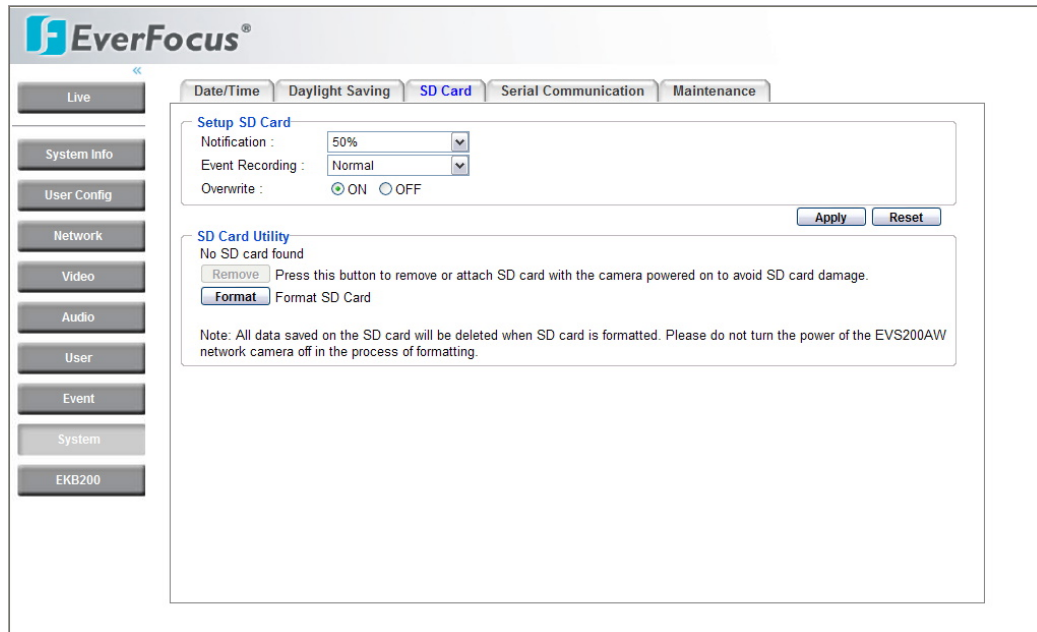 EverFocus®
«
Live
System Info
User Config
Network
Video
Audio
User
Event
System
EKB200
Date/Time Daylight Saving SD Card Serial Communication Maintenance
Setup SD Card
Notification : 50%
Event Recording : Normal
Overwrite : ON OFF
Apply Reset
SD Card Utility
No SD card found
Remove Press this button to remove or attach SD card with the camera powered on to avoid SD card damage.
Format Format SD Card
Note: All data saved on the SD card will be deleted when SD card is formatted. Please do not turn the power of the EVS200AW
network camera off in the process of formatting.